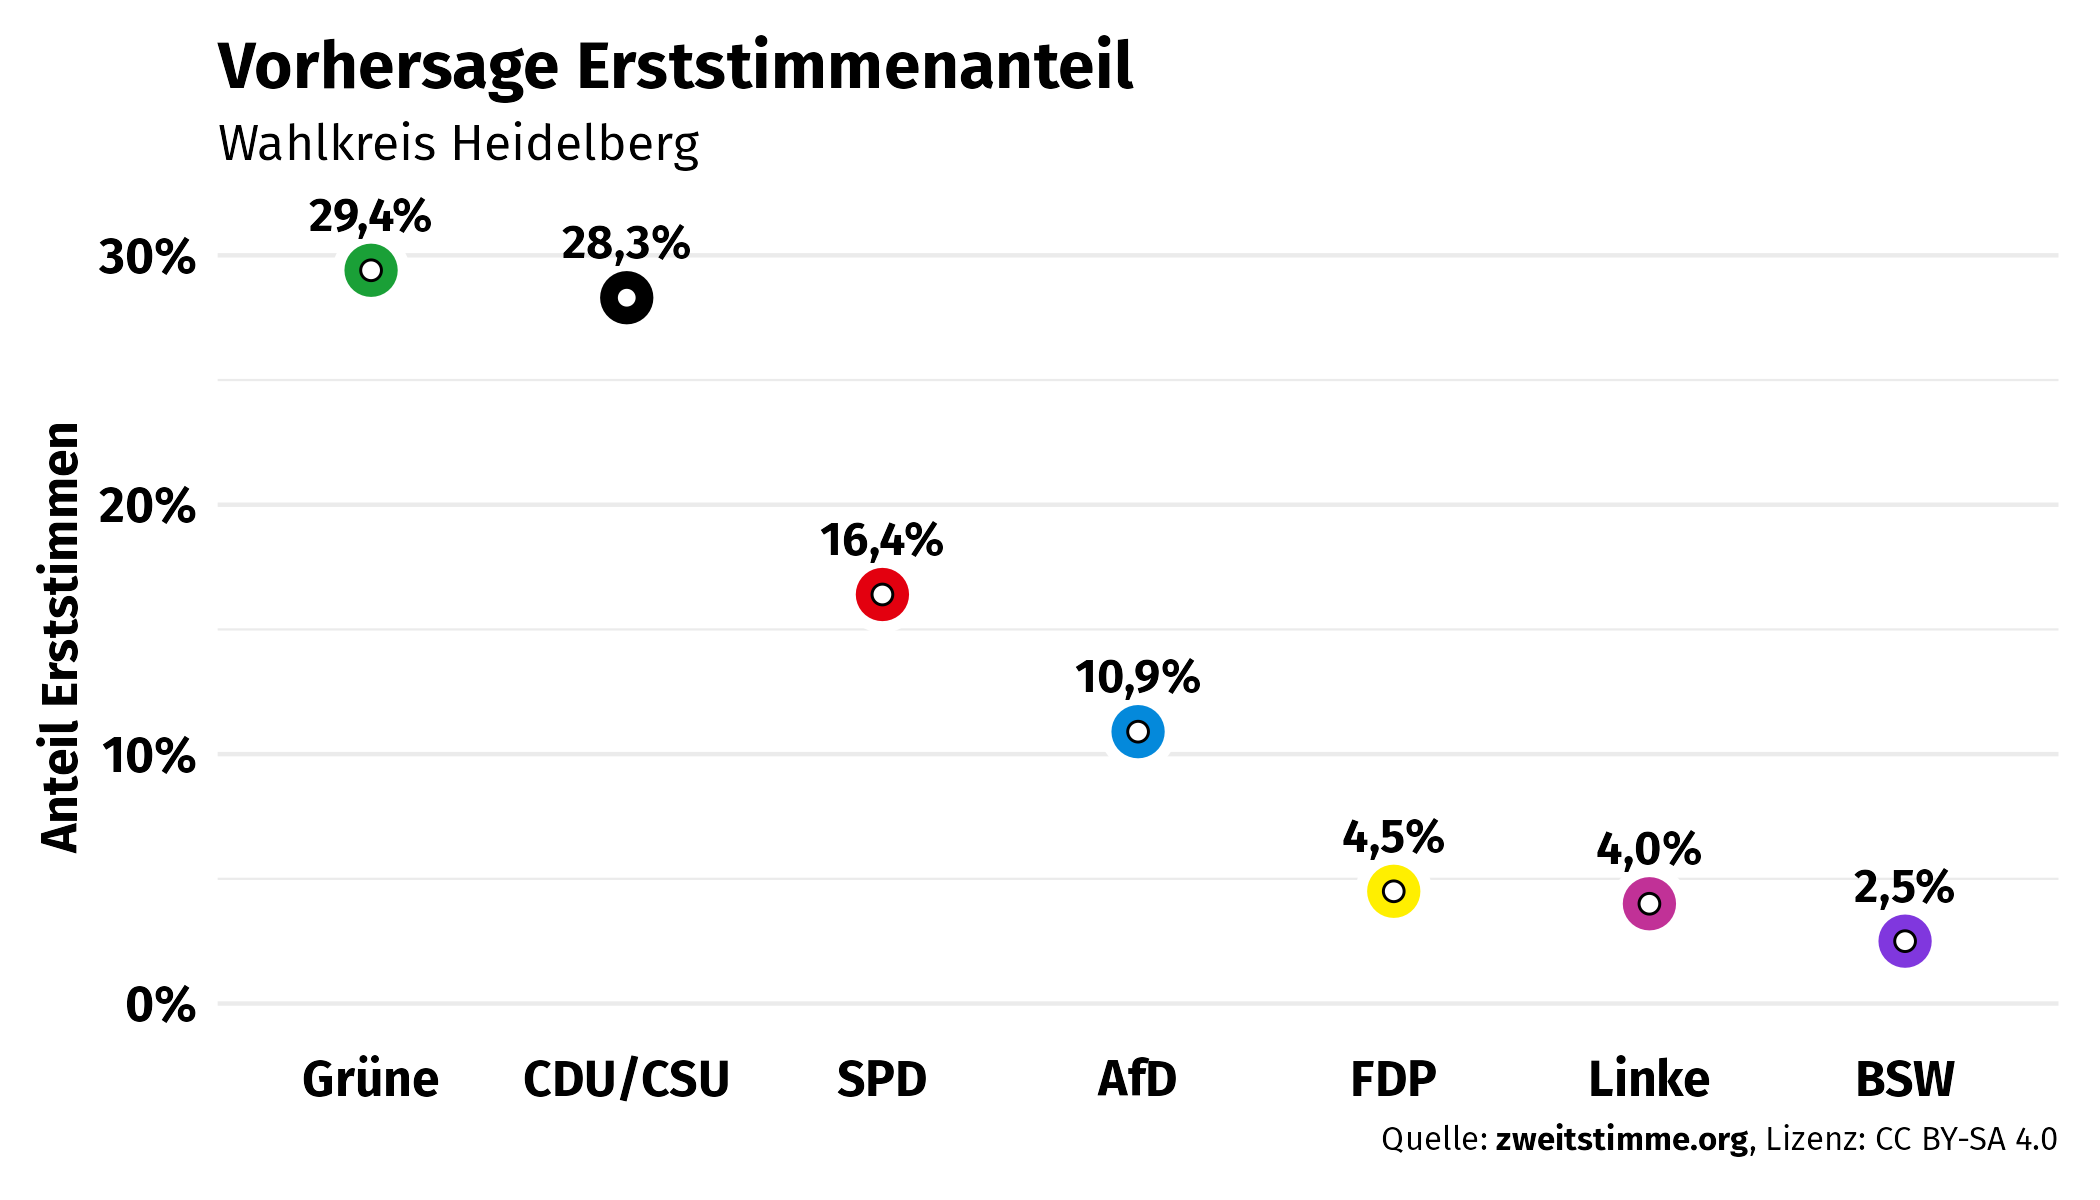 Vorhersage Erststimmenanteil
Wahlkreis Heidelberg
29,4%
28,3%
30%
20%
16,4%
10,9%
10%
4,5%
4,0%
2,5%
0%
Anteil Erststimmen
Grüne CDU/CSU SPD AfD FDP Linke BSW
Quelle: zweitstimme.org, Lizenz: CC BY-SA 4.0